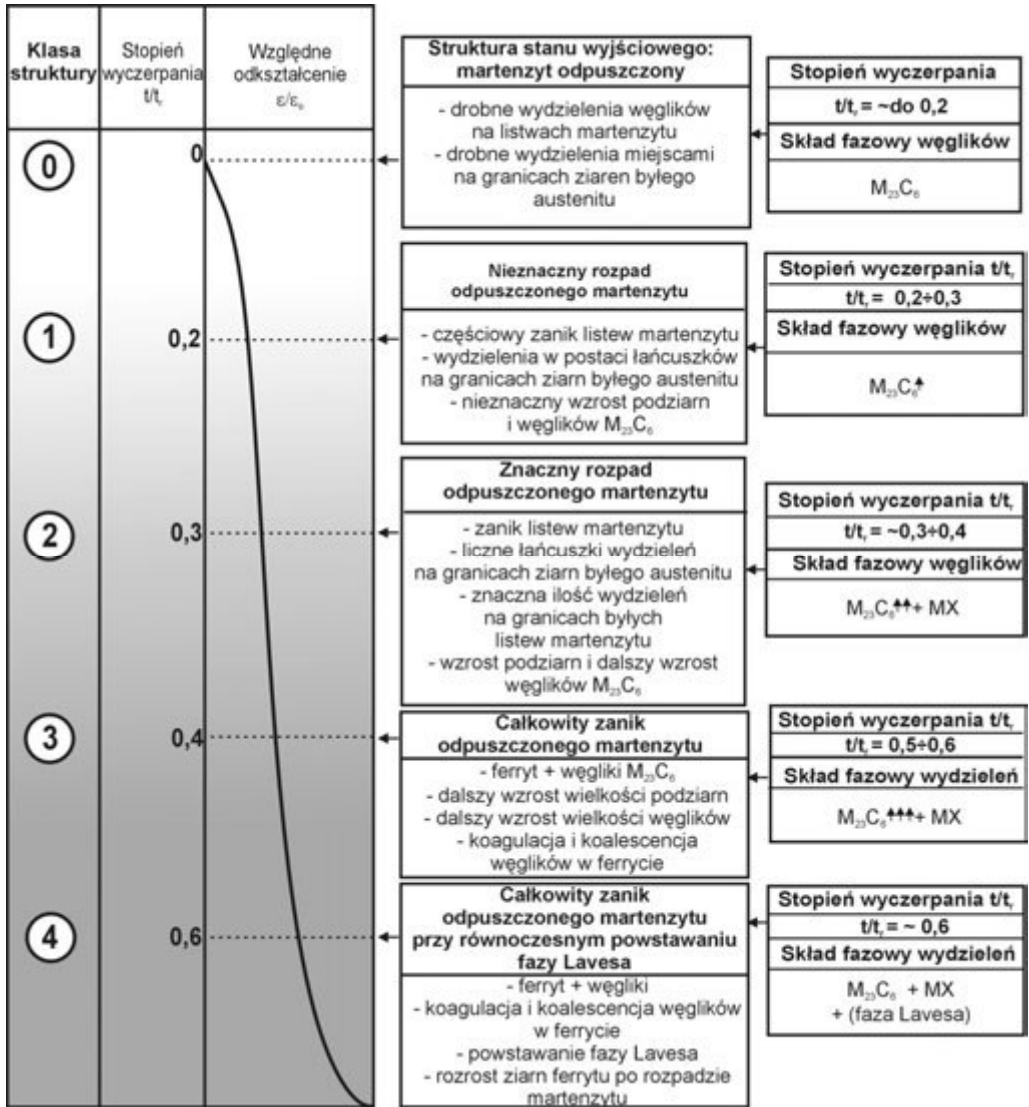 Klasa
struktury
Stopień
wyczerpania
t/tᵣ
Względne
odkształcenie
ε/ε₀
0
0
1
0,2
2
0,3
3
0,4
4
0,6
Struktura stanu wyjściowego:
martenzyt odpuszczony
- drobne wydzielenia węglików
na listwach martenzytu
- drobne wydzielenia miejscami
na granicach ziaren byłego
austenitu
Stopień wyczerpania
t/tᵣ = ~do 0,2
Skład fazowy węglików
M₂₃C₆
Nieznaczny rozpad
odpuszczonego martenzytu
- częściowy zanik listew martenzytu
- wydzielenia w postaci łańcuszków
na granicach ziarn byłego austenitu
- nieznaczny wzrost podziarn
i węglików M₂₃C₆
Stopień wyczerpania t/tᵣ
t/tᵣ = 0,2÷0,3
Skład fazowy węglików
M₂₃C₆↑
Znaczny rozpad
odpuszczonego martenzytu
- zanik listew martenzytu
- liczne łańcuszki wydzieleń
na granicach ziarn byłego austenitu
- znaczna ilość wydzieleń
na granicach byłych
listew martenzytu
- wzrost podziarn i dalszy wzrost
węglików M₂₃C₆
Stopień wyczerpania t/tᵣ
t/tᵣ = ~0,3÷0,4
Skład fazowy węglików
M₂₃C₆↑↑+ MX
Całkowity zanik
odpuszczonego martenzytu
- ferryt + węgliki M₂₃C₆
- dalszy wzrost wielkości podziarn
- dalszy wzrost wielkości węglików
- koagulacja i koalescencja
węglików w ferrycie
Stopień wyczerpania t/tᵣ
t/tᵣ = 0,5÷0,6
Skład fazowy wydzieleń
M₂₃C₆↑↑↑+ MX
Całkowity zanik
odpuszczonego martenzytu
przy równoczesnym powstawaniu
fazy Lavesa
- ferryt + węgliki
- koagulacja i koalescencja węglików
w ferrycie
- powstawanie fazy Lavesa
- rozrost ziarn ferrytu po rozpadzie
martenzytu
Stopień wyczerpania t/tᵣ
t/tᵣ = ~ 0,6
Skład fazowy wydzieleń
M₂₃C₆ + MX
+ (faza Lavesa)